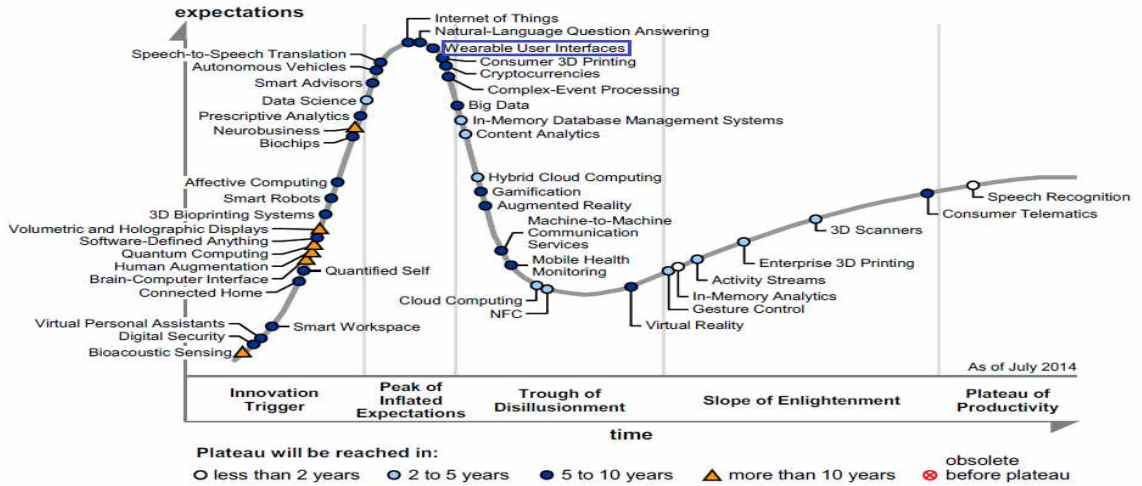 expectations
Internet of Things
Natural-Language Question Answering
Wearable User Interfaces
Speech-to-Speech Translation
Consumer 3D Printing
Autonomous Vehicles
Cryptocurrencies
Smart Advisors
Complex-Event Processing
Data Science
Big Data
Prescriptive Analytics
In-Memory Database Management Systems
Neurobusiness
Content Analytics
Biochips
Hybrid Cloud Computing
Affective Computing
Gamification
Smart Robots
Augmented Reality
3D Bioprinting Systems
Machine-to-Machine
Communication
Services
Volumetric and Holographic Displays
Software-Defined Anything
Quantum Computing
Mobile Health
Monitoring
Human Augmentation
Brain-Computer Interface
Quantified Self
Connected Home
Cloud Computing
NFC
Virtual Personal Assistants
Smart Workspace
Digital Security
Bioacoustic Sensing
Speech Recognition
Consumer Telematics
3D Scanners
Enterprise 3D Printing
Activity Streams
In-Memory Analytics
Gesture Control
Virtual Reality
As of July 2014
Innovation
Trigger
Peak of
Inflated
Expectations
Trough of
Disillusionment
Slope of Enlightenment
Plateau of
Productivity
time
Plateau will be reached in:
less than 2 years
2 to 5 years
5 to 10 years
more than 10 years
obsolete
before plateau